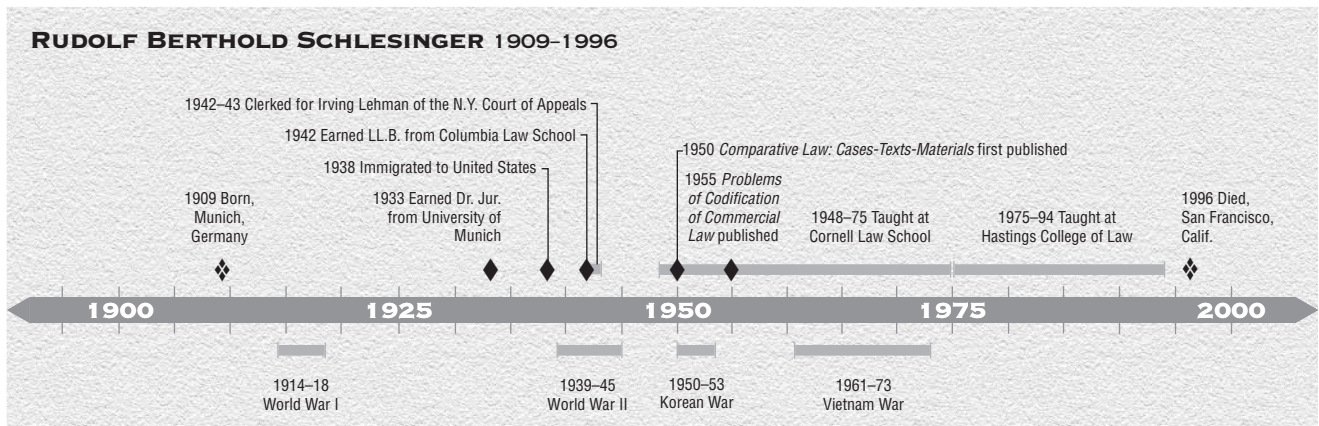 RUDOLF BERTHOLD SCHLESINGER 1909–1996
1942–43 Clerked for Irving Lehman of the N.Y. Court of Appeals
1942 Earned LL.B. from Columbia Law School
1938 Immigrated to United States
1909 Born,
Munich,
Germany
1933 Earned Dr. Jur.
from University of
Munich
1950 Comparative Law: Cases-Texts-Materials first published
1955 Problems
of Codification
of Commercial
Law published
1948–75 Taught at
Cornell Law School
1975–94 Taught at
Hastings College of Law
1996 Died,
San Francisco,
Calif.
1900 1925 1950 1975 2000
1914–18
World War I
1939–45
World War II
1950–53
Korean War
1961–73
Vietnam War